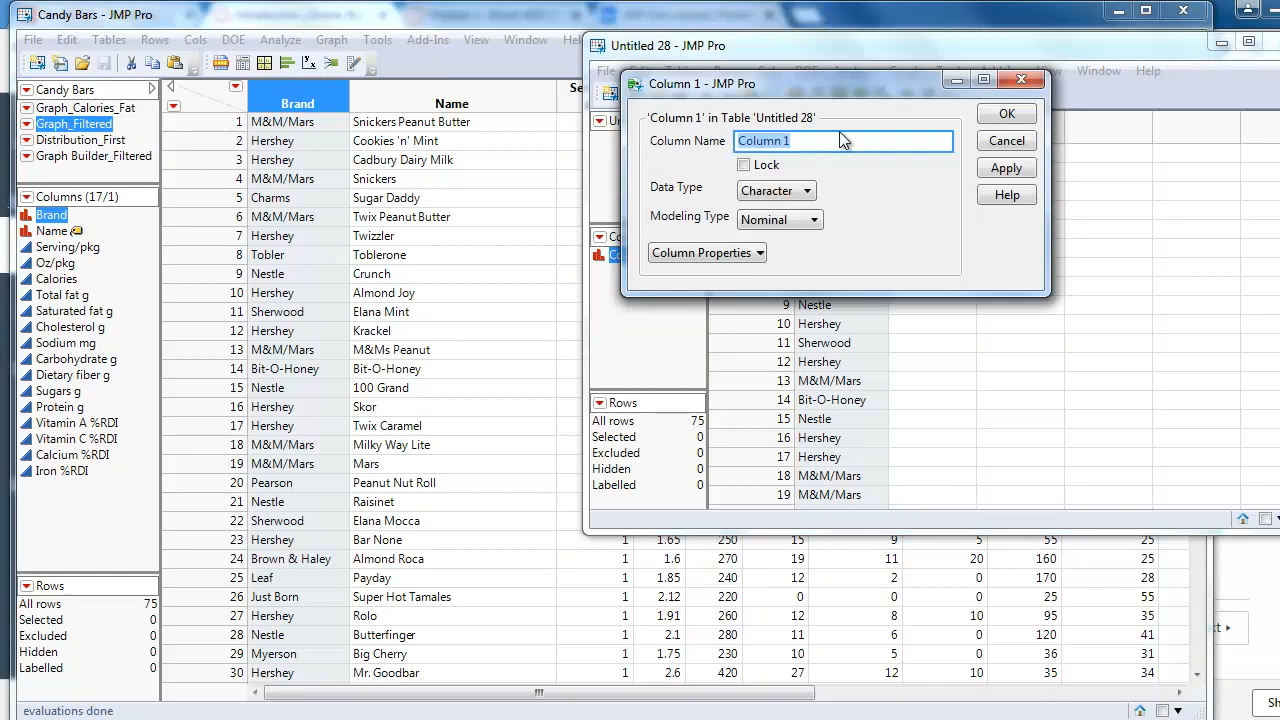 Candy Bars - JMP Pro
File Edit Tables Rows Cols DOE Analyze Graph Tools Add-Ins View Window
Candy Bars
Graph_Calories_Fat
Graph_Filtered
Distribution_First
Graph Builder_Filtered
Columns (17/1)
Brand
Name
Serving/pkg
Oz/pkg
Calories
Total fat g
Saturated fat g
Cholesterol g
Sodium mg
Carbohydrate g
Dietary fiber g
Sugars g
Protein g
Vitamin A %RDI
Vitamin C %RDI
Calcium %RDI
Iron %RDI
Rows
All rows 75
Selected 0
Excluded 0
Hidden 0
Labelled 0
Brand Name
1 M&M/Mars Snickers Peanut Butter
2 Hershey Cookies 'n' Mint
3 Hershey Cadbury Dairy Milk
4 M&M/Mars Snickers
5 Charms Sugar Daddy
6 M&M/Mars Twix Peanut Butter
7 Hershey Twizzler
8 Tobler Toblerone
9 Nestle Crunch
10 Hershey Almond Joy
11 Sherwood Elana Mint
12 Hershey Krackel
13 M&M/Mars M&Ms Peanut
14 Bit-O-Honey Bit-O-Honey
15 Nestle 100 Grand
16 Hershey Skor
17 Hershey Twix Caramel
18 M&M/Mars Milky Way Lite
19 M&M/Mars Mars
20 Pearson Peanut Nut Roll
21 Nestle Raisinet
22 Sherwood Elana Mocca
23 Hershey Bar None 1 1.65 250 15 9 5 55 25
24 Brown & Haley Almond Roca 1 1.6 270 19 11 20 160 25
25 Leaf Payday 1 1.85 240 12 2 0 170 28
26 Just Born Super Hot Tamales 1 2.12 220 0 0 0 25 55
27 Hershey Rolo 1 1.91 260 12 8 10 95 35
28 Nestle Butterfinger 1 2.1 280 11 6 0 120 41
29 Myerson Big Cherry 1 1.75 230 10 5 0 36 31
30 Hershey Mr. Goodbar 1 2.6 420 27 12 10 35 34
evaluations done
Untitled 28 - JMP Pro
Window Help
Column 1 - JMP Pro
'Column 1' in Table 'Untitled 28'
Column Name Column 1
Lock
Data Type Character
Modeling Type Nominal
Column Properties
OK
Cancel
Apply
Help
9 Nestle
10 Hershey
11 Sherwood
12 Hershey
13 M&M/Mars
14 Bit-O-Honey
15 Nestle
16 Hershey
17 Hershey
18 M&M/Mars
19 M&M/Mars
Rows
All rows 75
Selected 0
Excluded 0
Hidden 0
Labelled 0